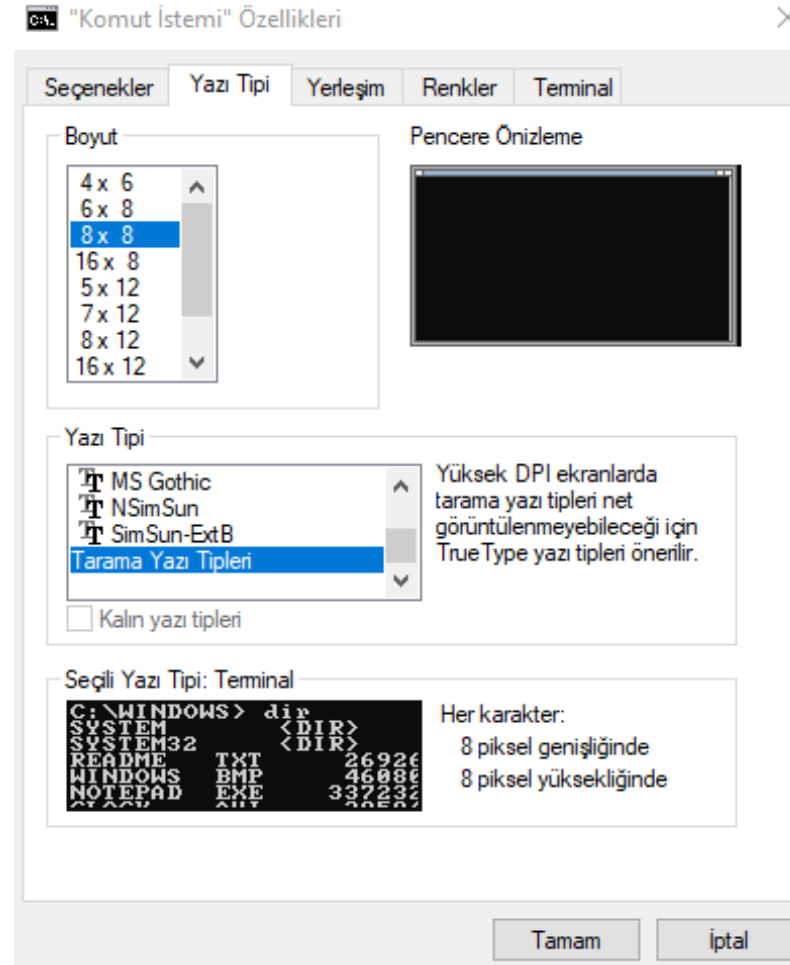 "Komut İstemi" Özellikleri
Seçenekler Yazı Tipi Yerleşim Renkler Terminal
Boyut
4 x 6
6 x 8
8 x 8
16 x 8
5 x 12
7 x 12
8 x 12
16 x 12
Pencere Önizleme
Yazı Tipi
MS Gothic
NSimSun
SimSun-ExtB
Tarama Yazı Tipleri
Yüksek DPI ekranlarda
tarama yazı tipleri net
görüntülenmeyebileceği için
TrueType yazı tipleri önerilir.
Kalın yazı tipleri
Seçili Yazı Tipi: Terminal
C:\WINDOWS> dir
SYSTEM <DIR>
SYSTEM32 <DIR>
README TXT 26926
WINDOWS BMP 46080
NOTEPAD EXE 337232
Her karakter:
8 piksel genişliğinde
8 piksel yüksekliğinde
Tamam İptal